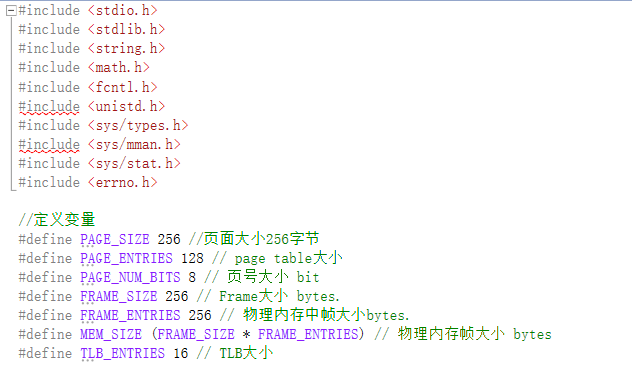 #include <stdio.h>
#include <stdlib.h>
#include <string.h>
#include <math.h>
#include <fcntl.h>
#include <unistd.h>
#include <sys/types.h>
#include <sys/mman.h>
#include <sys/stat.h>
#include <errno.h>
//定义变量
#define PAGE_SIZE 256 //页面大小256字节
#define PAGE_ENTRIES 128 // page table大小
#define PAGE_NUM_BITS 8 // 页号大小 bit
#define FRAME_SIZE 256 // Frame大小 bytes.
#define FRAME_ENTRIES 256 // 物理内存中帧大小bytes.
#define MEM_SIZE (FRAME_SIZE * FRAME_ENTRIES) // 物理内存帧大小 bytes
#define TLB_ENTRIES 16 // TLB大小